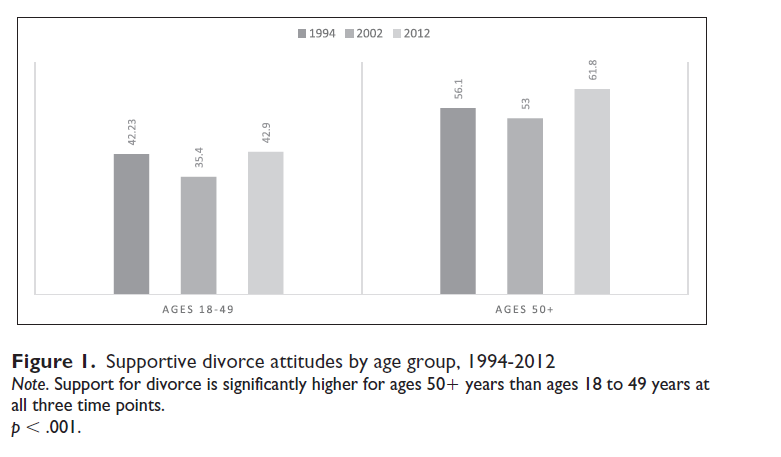 1994 2002 2012
42.23
35.4
42.9
56.1
53
61.8
AGES 18-49
AGES 50+
Figure 1. Supportive divorce attitudes by age group, 1994-2012
Note. Support for divorce is significantly higher for ages 50+ years than ages 18 to 49 years at
all three time points.
p < .001.